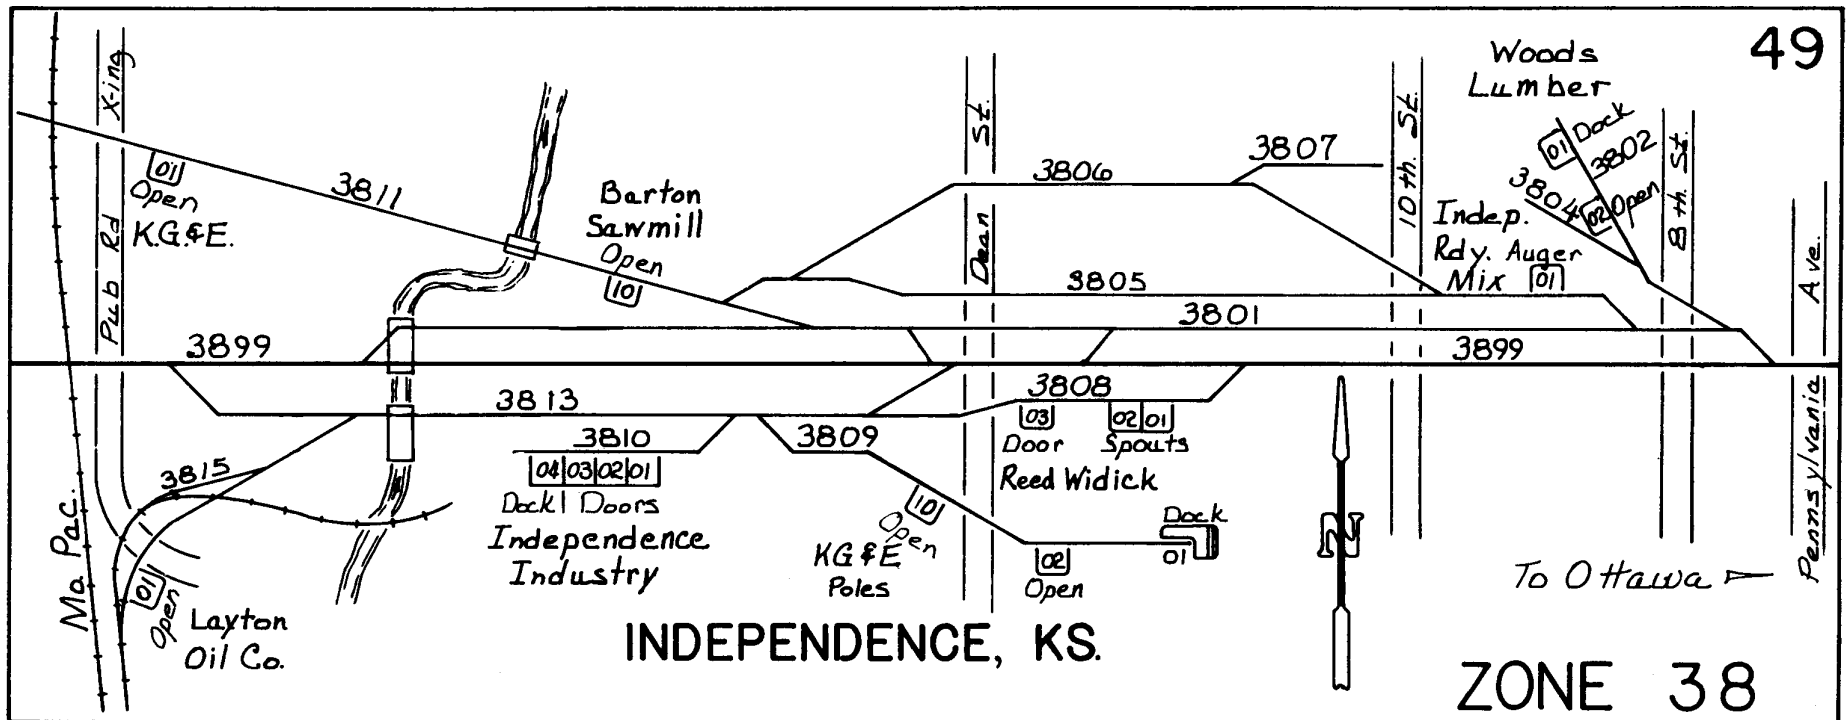 49
Woods
Lumber
X-ing
Pub Rd
01
Open
K.G.&E.
3811
Barton
Sawmill
Open
10
Dean St.
3806
3807
10th. St.
01 Dock
3802
3804
02 Open
8th. St.
Indep.
Rdy. Auger
Mix 01
Ave.
Pennsylvania
3805
3801
3899
3899
3808
3813
03
02 01
Door
Spouts
Reed Widick
3810
3809
04 03 02 01
Dock | Doors
Independence
Industry
3815
10
Open
KG&E
Poles
02
Open
Dock
01
N
Mo. Pac.
01
Open
Layton
Oil Co.
To Ottawa
INDEPENDENCE, KS.
ZONE 38